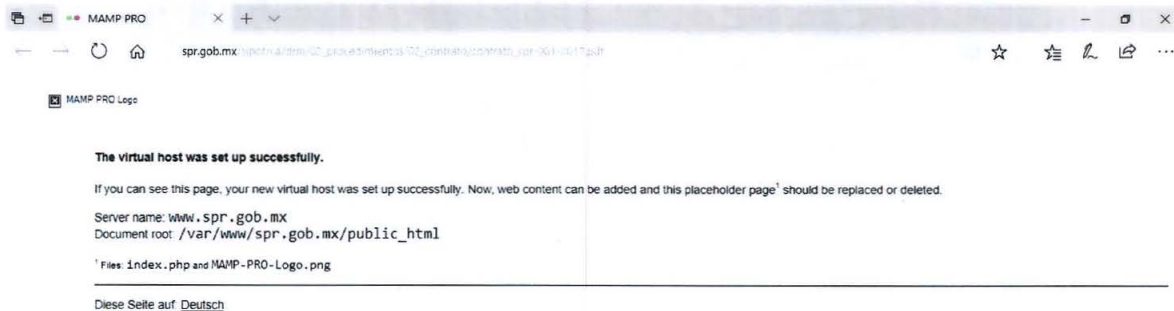 MAMP PRO
spr.gob.mx
MAMP PRO Logo
The virtual host was set up successfully.
If you can see this page, your new virtual host was set up successfully. Now, web content can be added and this placeholder page¹ should be replaced or deleted.
Server name: www.spr.gob.mx
Document root: /var/www/spr.gob.mx/public_html
¹ Files: index.php and MAMP-PRO-Logo.png
Diese Seite auf: Deutsch